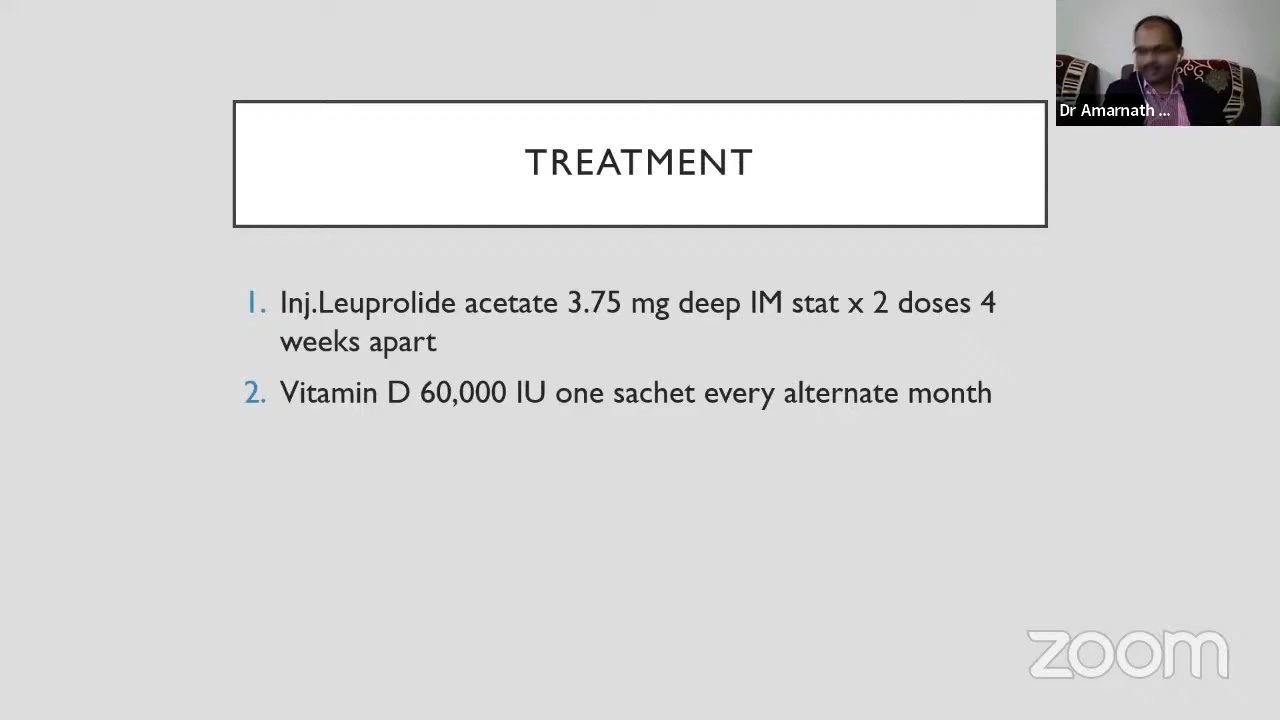 Dr Amarnath ...
TREATMENT
1. Inj.Leuprolide acetate 3.75 mg deep IM stat x 2 doses 4
weeks apart
2. Vitamin D 60,000 IU one sachet every alternate month
zoom